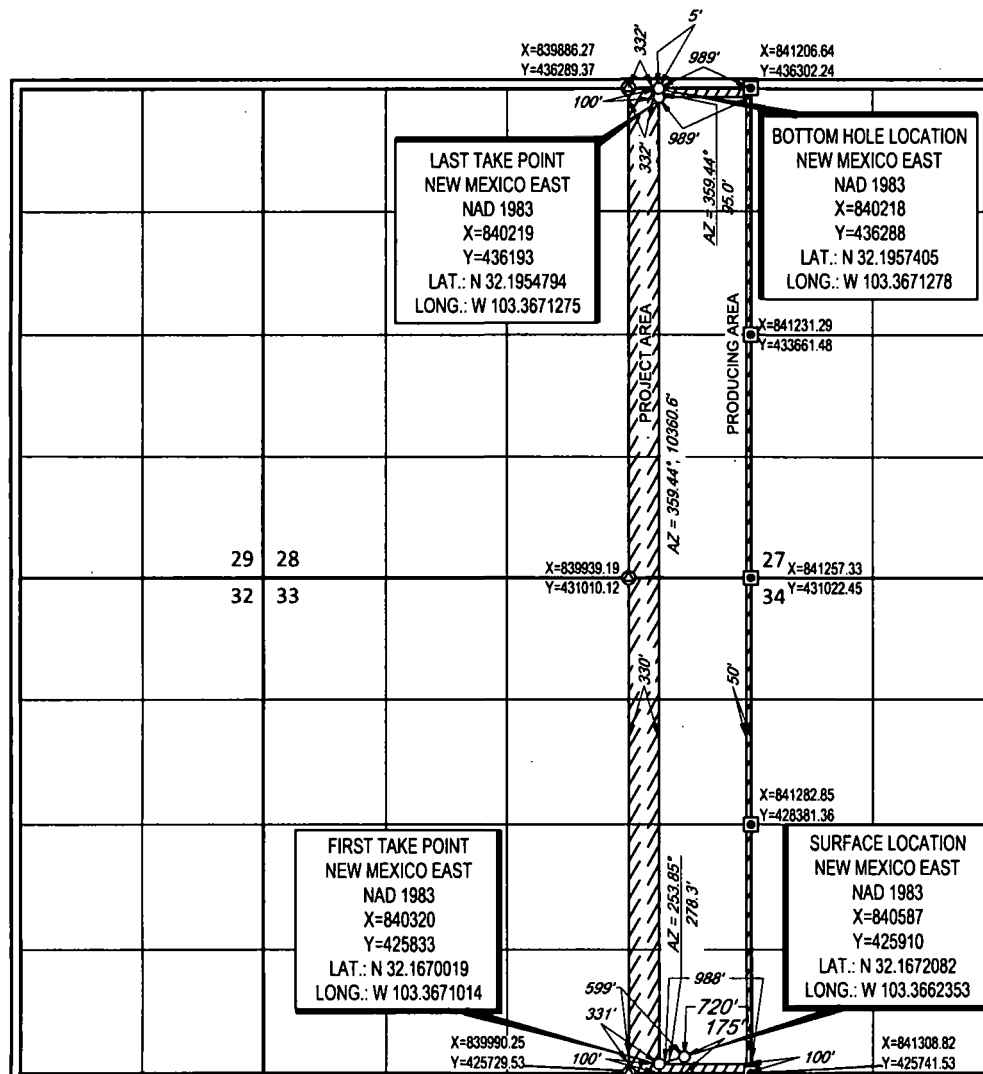 5'
X=839886.27
Y=436289.37
332'
989'
X=841206.64
Y=436302.24
100'
332'
989'
LAST TAKE POINT
NEW MEXICO EAST
NAD 1983
X=840219
Y=436193
LAT.: N 32.1954794
LONG.: W 103.3671275
AZ = 359.44°
95.0'
BOTTOM HOLE LOCATION
NEW MEXICO EAST
NAD 1983
X=840218
Y=436288
LAT.: N 32.1957405
LONG.: W 103.3671278
PROJECT AREA
PRODUCING AREA
X=841231.29
Y=433661.48
AZ = 359.44°, 10360.6'
29 28
32 33
X=839939.19
Y=431010.12
27
34
X=841257.33
Y=431022.45
330'
50'
X=841282.85
Y=428381.36
FIRST TAKE POINT
NEW MEXICO EAST
NAD 1983
X=840320
Y=425833
LAT.: N 32.1670019
LONG.: W 103.3671014
AZ = 253.85°
278.3'
SURFACE LOCATION
NEW MEXICO EAST
NAD 1983
X=840587
Y=425910
LAT.: N 32.1672082
LONG.: W 103.3662353
988'
599'
720'
331'
175'
X=839990.25
Y=425729.53
100'
100'
X=841308.82
Y=425741.53